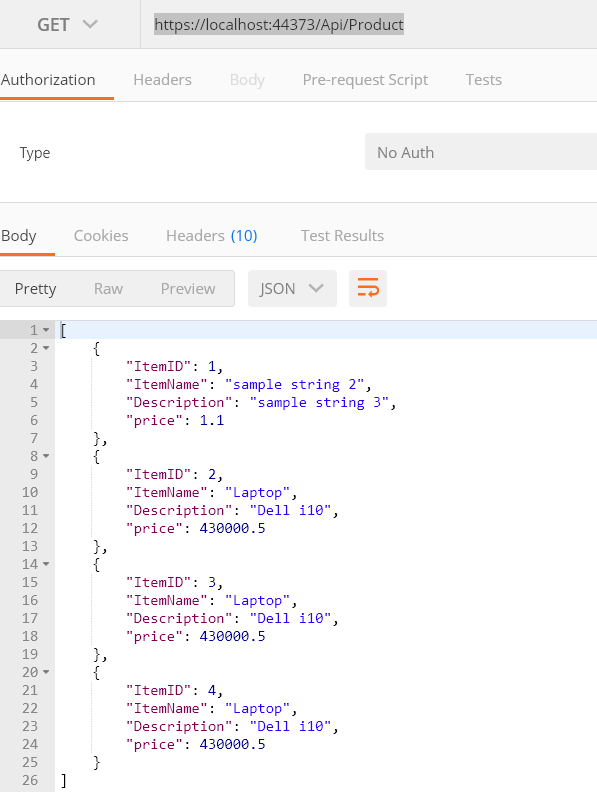 GET https://localhost:44373/Api/Product
Authorization Headers Body Pre-request Script Tests
Type No Auth
Body Cookies Headers (10) Test Results
Pretty Raw Preview JSON
1 [
2 {
3 "ItemID": 1,
4 "ItemName": "sample string 2",
5 "Description": "sample string 3",
6 "price": 1.1
7 },
8 {
9 "ItemID": 2,
10 "ItemName": "Laptop",
11 "Description": "Dell i10",
12 "price": 430000.5
13 },
14 {
15 "ItemID": 3,
16 "ItemName": "Laptop",
17 "Description": "Dell i10",
18 "price": 430000.5
19 },
20 {
21 "ItemID": 4,
22 "ItemName": "Laptop",
23 "Description": "Dell i10",
24 "price": 430000.5
25 }
26 ]